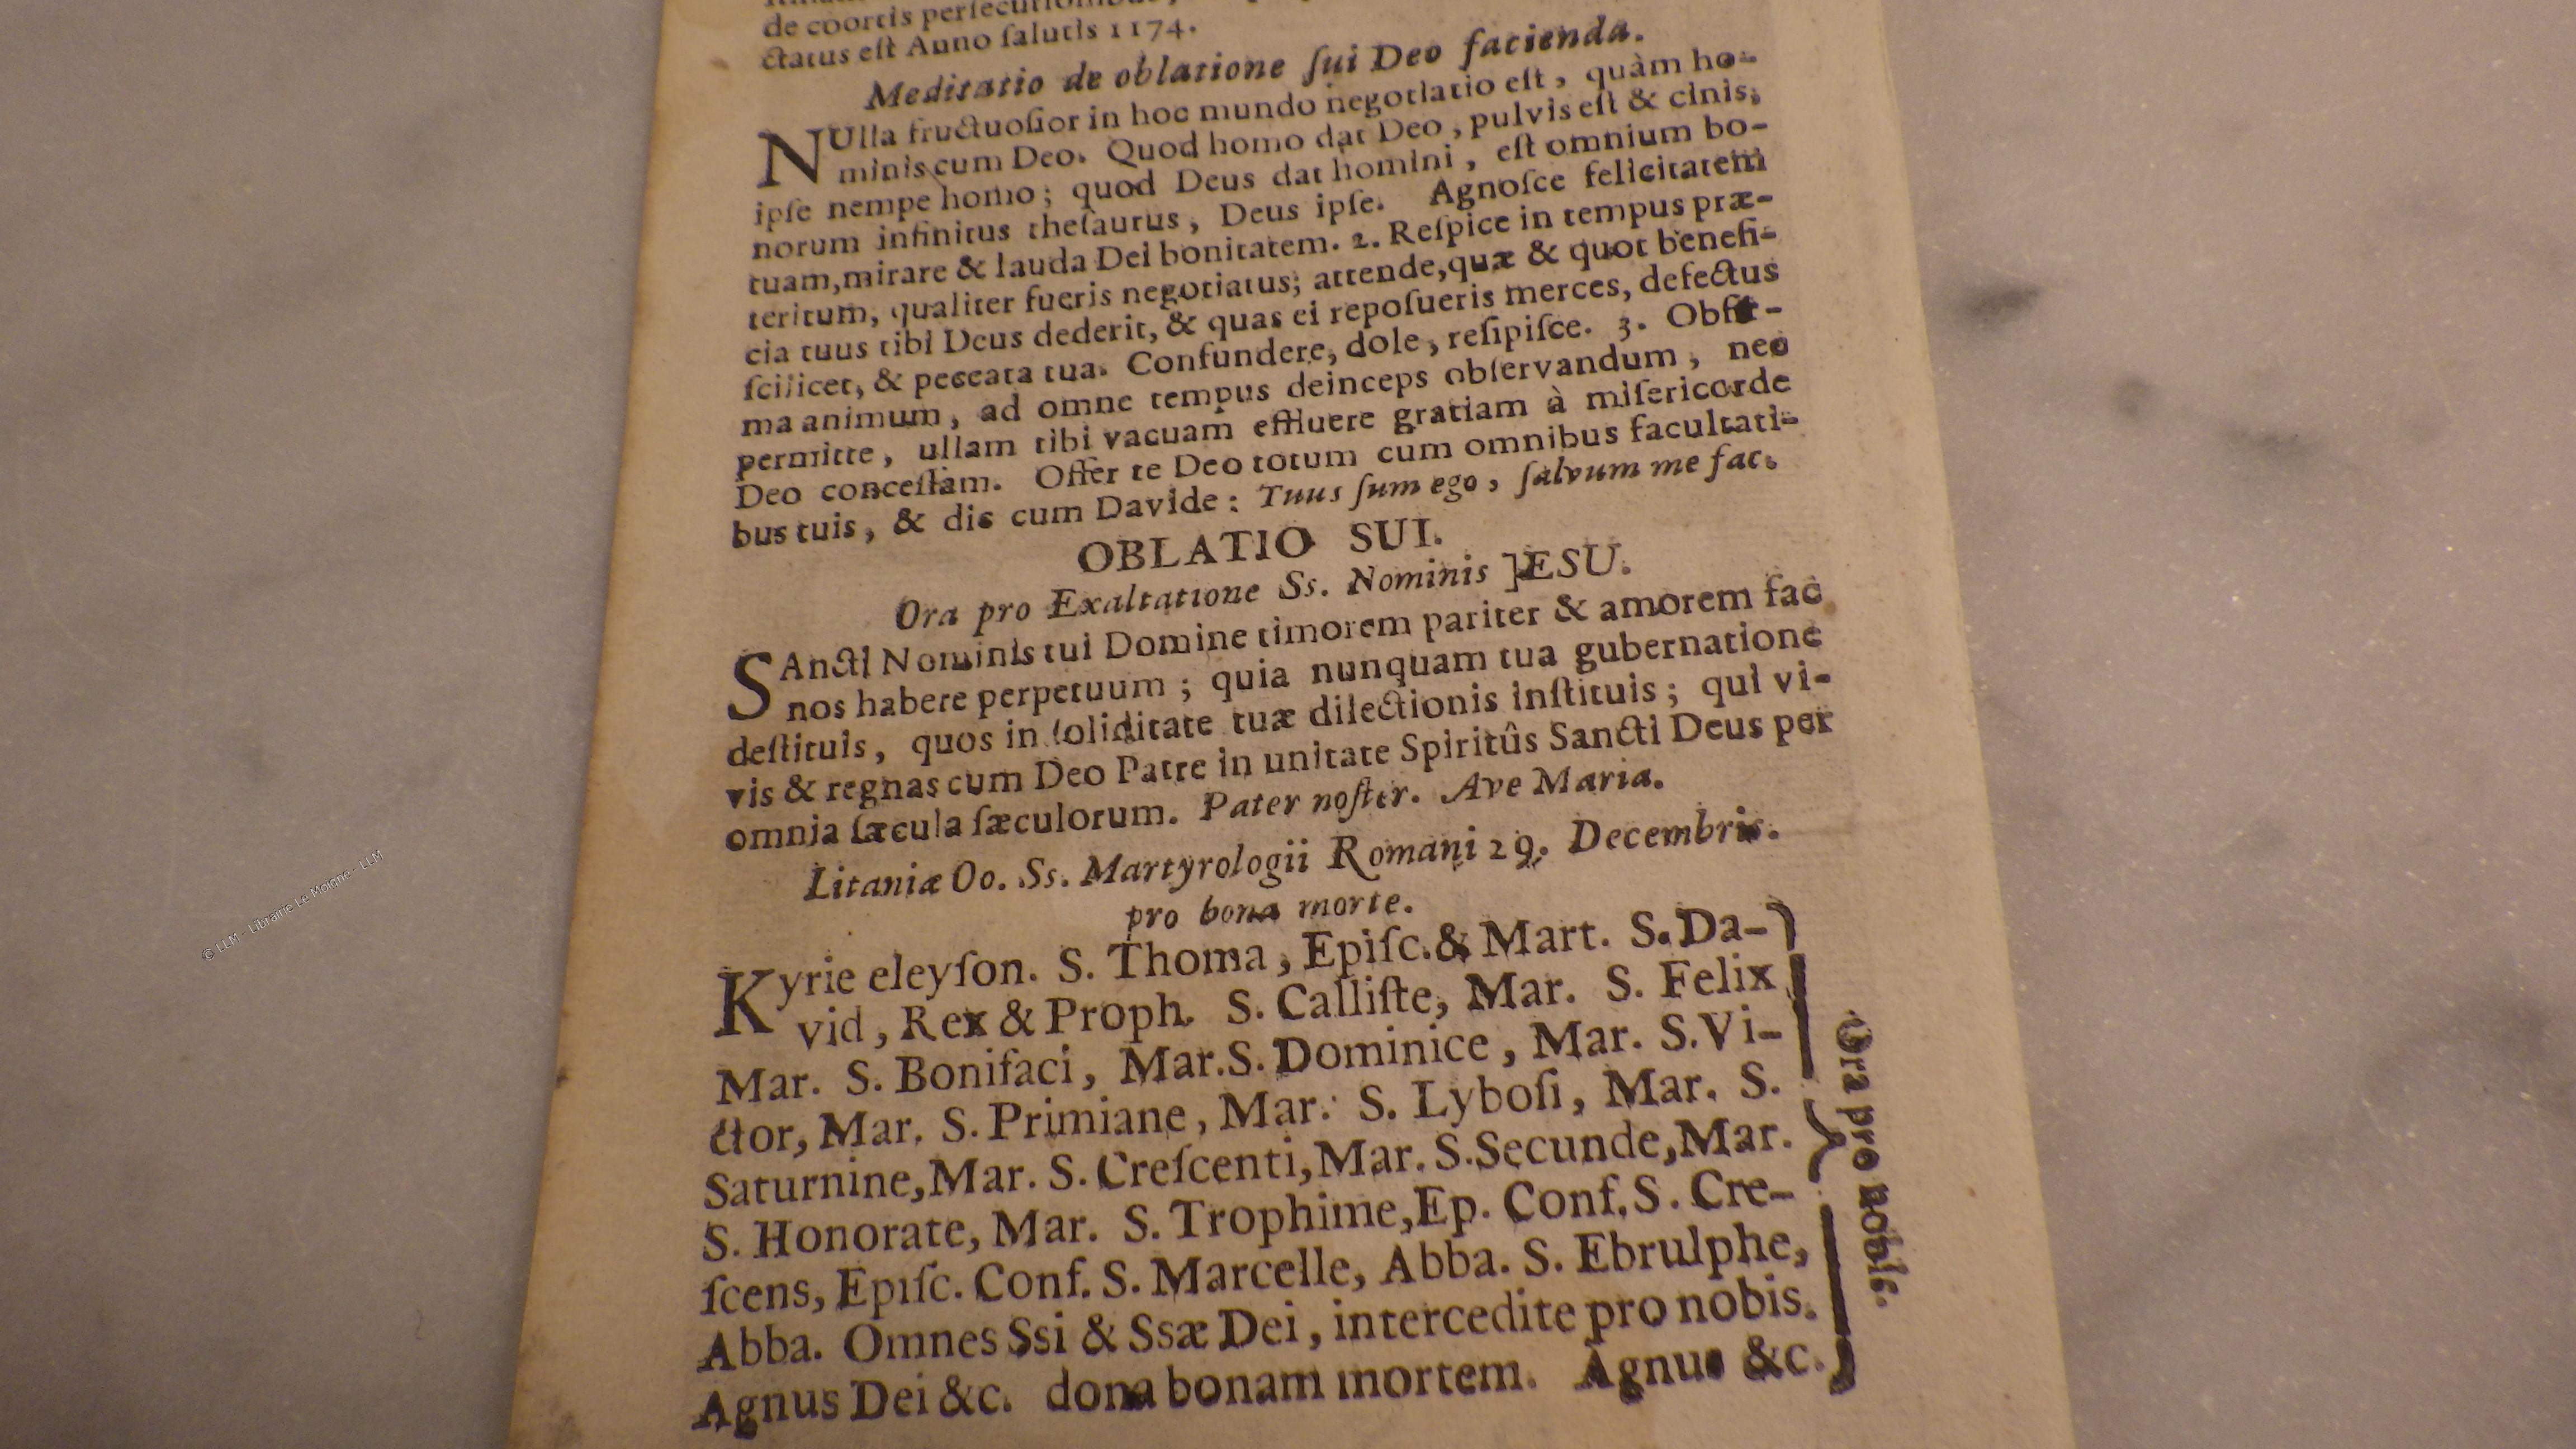 de coortis persecutionibus,
ctatus eſt Anno ſalutis 1174.
Meditatio de oblatione ſui Deo facienda.
NUlla fructuoſior in hoc mundo negotiatio eſt, quàm ho-
minis cum Deo. Quod homo dat Deo, pulvis eſt & cinis,
ipſe nempe homo; quod Deus dat homini, eſt omnium bo-
norum infinitus theſaurus, Deus ipſe. Agnoſce felicitatem
tuam, mirare & lauda Dei bonitatem. 2. Reſpice in tempus præ-
teritum, qualiter fueris negotiatus; attende, quæ & quot benefi-
cia tuus tibi Deus dederit, & quas ei repoſueris merces, defectus
ſcilicet, & peccata tua. Confundere, dole, reſipiſce. 3. Obfir-
ma animum, ad omne tempus deinceps obſervandum, nec
permitte, ullam tibi vacuam effluere gratiam à miſericorde
Deo conceſſam. Offer te Deo totum cum omnibus facultati-
bus tuis, & dis cum Davide: Tuus ſum ego, ſalvum me fac.
OBLATIO SUI.
Ora pro Exaltatione Ss. Nominis JESU.
SAncti Nominis tui Domine timorem pariter & amorem fac
nos habere perpetuum; quia nunquam tua gubernatione
deſtituis, quos in ſoliditate tuæ dilectionis inſtituis; qui vi-
vis & regnas cum Deo Patre in unitate Spiritûs Sancti Deus per
omnia ſæcula ſæculorum. Pater noſter. Ave Maria.
Litaniæ Oo. Ss. Martyrologii Romani 29. Decembris.
pro bona morte.
Kyrie eleyſon. S. Thoma, Epiſc. & Mart. S. Da-
vid, Rex & Proph. S. Calliſte, Mar. S. Felix
Mar. S. Bonifaci, Mar. S. Dominice, Mar. S. Vi-
ctor, Mar. S. Primiane, Mar. S. Lyboſi, Mar. S.
Saturnine, Mar. S. Creſcenti, Mar. S. Secunde, Mar.
S. Honorate, Mar. S. Trophime, Ep. Conf. S. Cre-
ſcens, Epiſc. Conf. S. Marcelle, Abba. S. Ebrulphe,
Abba. Omnes Ssi & Ssæ Dei, intercedite pro nobis.
Agnus Dei &c. dona bonam mortem. Agnus &c.
Ora pro nobis.
© LLM - Librairie Le Moigne - LLM